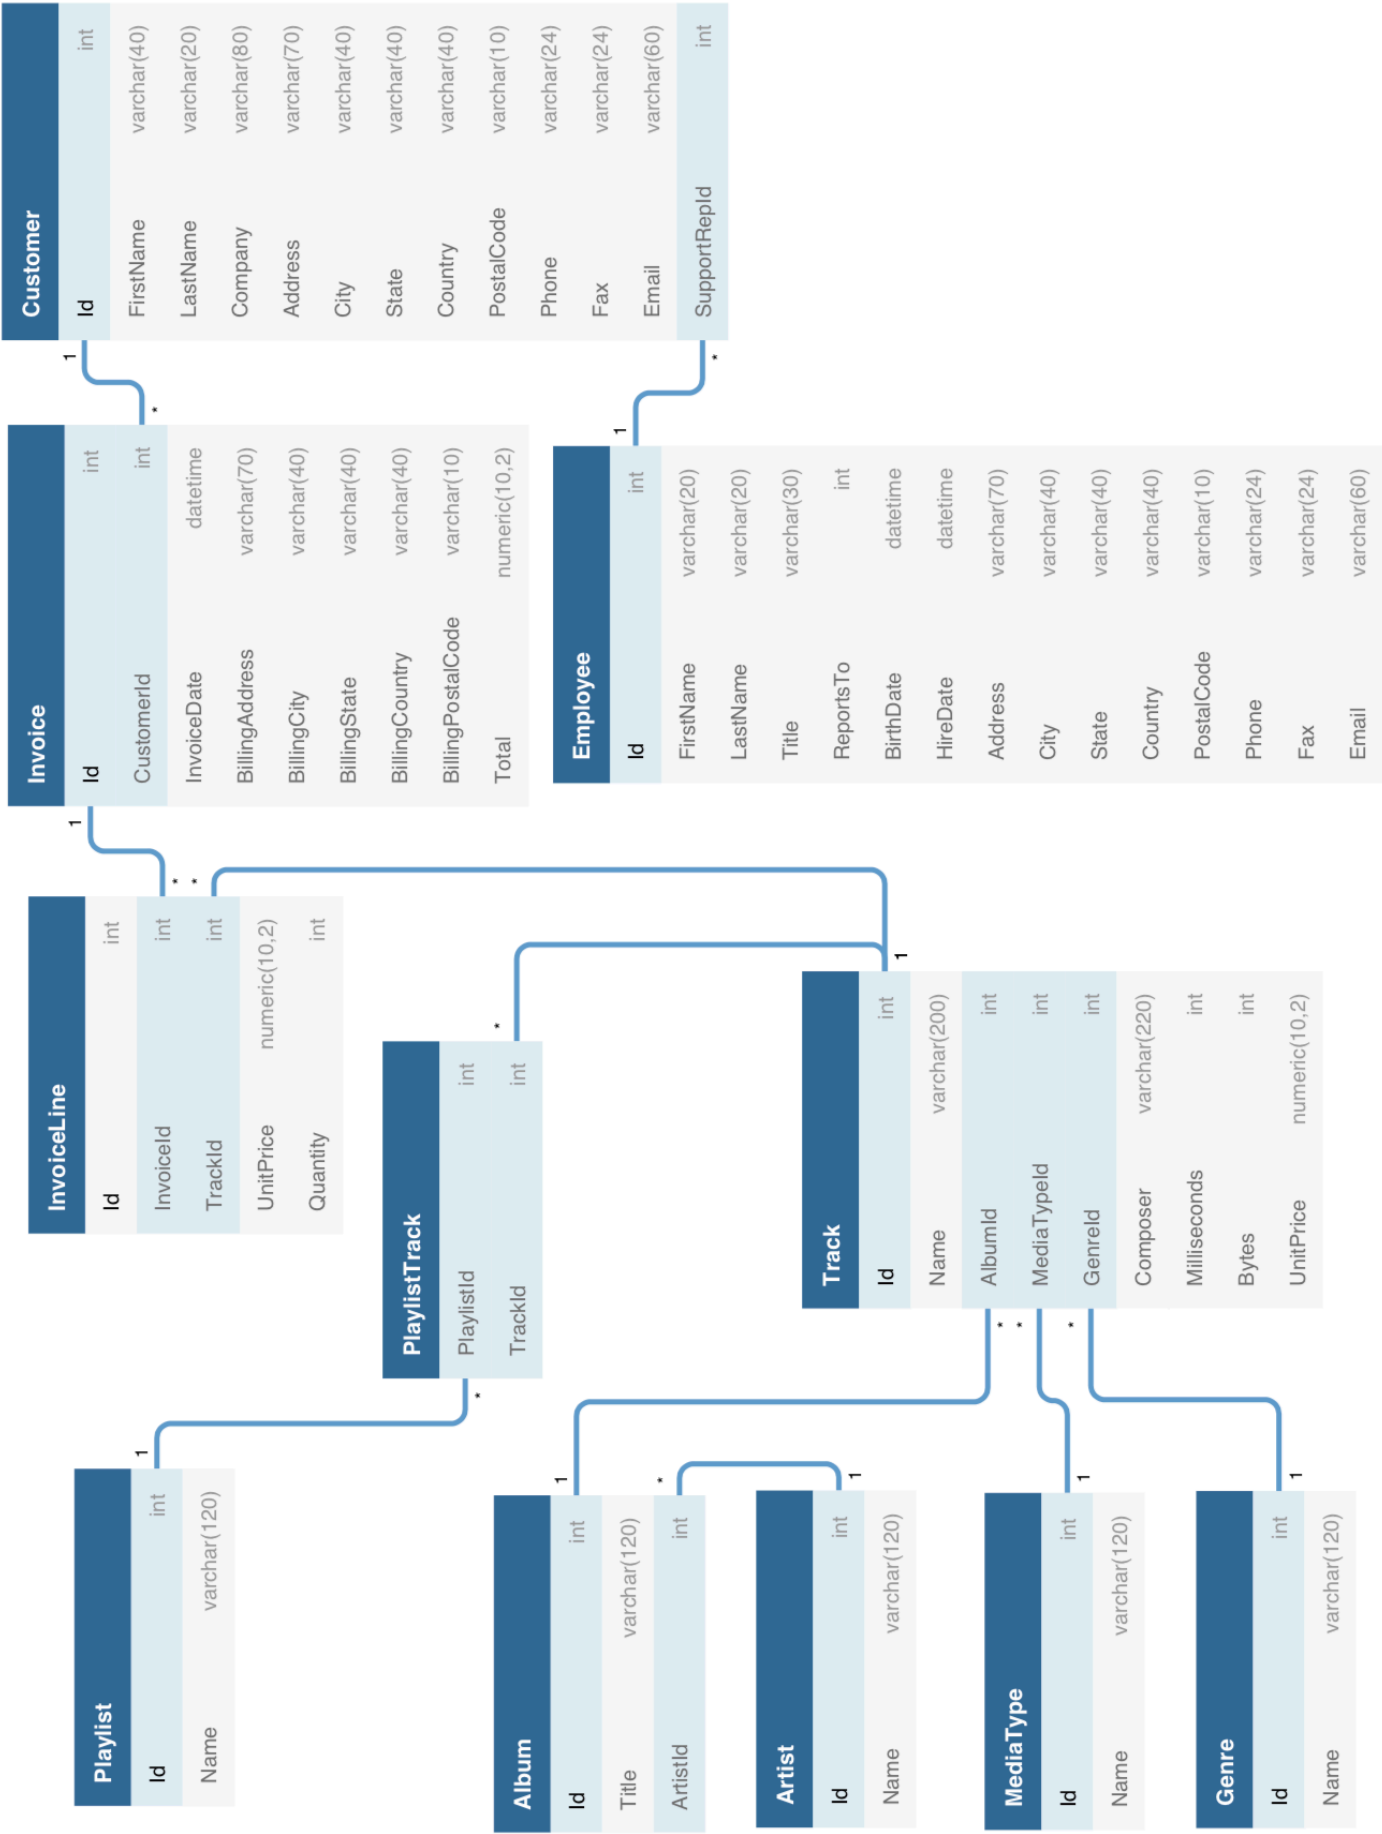 Playlist
Id int
Name varchar(120)
Album
Id int
Title varchar(120)
ArtistId int
Artist
Id int
Name varchar(120)
MediaType
Id int
Name varchar(120)
Genre
Id int
Name varchar(120)
PlaylistTrack
PlaylistId int
TrackId int
Track
Id int
Name varchar(200)
AlbumId int
MediaTypeId int
GenreId int
Composer varchar(220)
Milliseconds int
Bytes int
UnitPrice numeric(10,2)
InvoiceLine
Id int
InvoiceId int
TrackId int
UnitPrice numeric(10,2)
Quantity int
Invoice
Id int
CustomerId int
InvoiceDate datetime
BillingAddress varchar(70)
BillingCity varchar(40)
BillingState varchar(40)
BillingCountry varchar(40)
BillingPostalCode varchar(10)
Total numeric(10,2)
Employee
Id int
FirstName varchar(20)
LastName varchar(20)
Title varchar(30)
ReportsTo int
BirthDate datetime
HireDate datetime
Address varchar(70)
City varchar(40)
State varchar(40)
Country varchar(40)
PostalCode varchar(10)
Phone varchar(24)
Fax varchar(24)
Email varchar(60)
Customer
Id int
FirstName varchar(40)
LastName varchar(20)
Company varchar(80)
Address varchar(70)
City varchar(40)
State varchar(40)
Country varchar(40)
PostalCode varchar(10)
Phone varchar(24)
Fax varchar(24)
Email varchar(60)
SupportRepId int
1
*
1
*
1
*
1
*
1
*
*
*
1
1
*
1
*
1
*